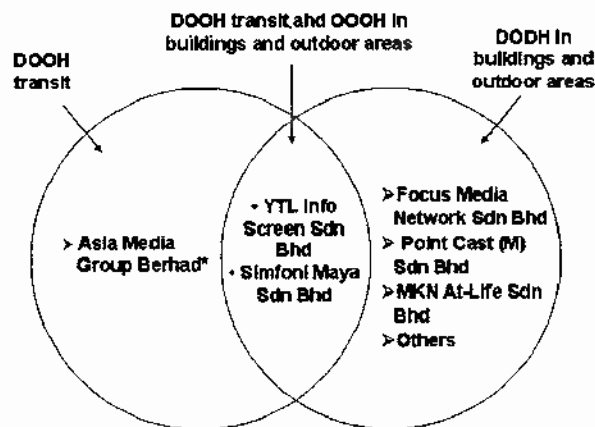 DOOH transit,ahd OOOH in
buildings and outdoor areas
DOOH
transit
DODH in
buildings and
outdoor areas
➢ Asia Media
Group Berhad*
• YTL Info
Screen Sdn
Bhd
• Simfoni Maya
Sdn Bhd
➢Focus Media
Network Sdn Bhd
➢ Point Cast (M)
Sdn Bhd
➢MKN At-Life Sdn
Bhd
➢Others